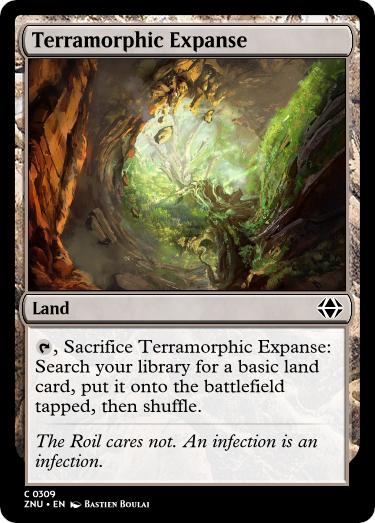 Terramorphic Expanse
Land
, Sacrifice Terramorphic Expanse:
Search your library for a basic land
card, put it onto the battlefield
tapped, then shuffle.
The Roil cares not. An infection is an
infection.
C 0309
ZNU • EN Bastien Boulai